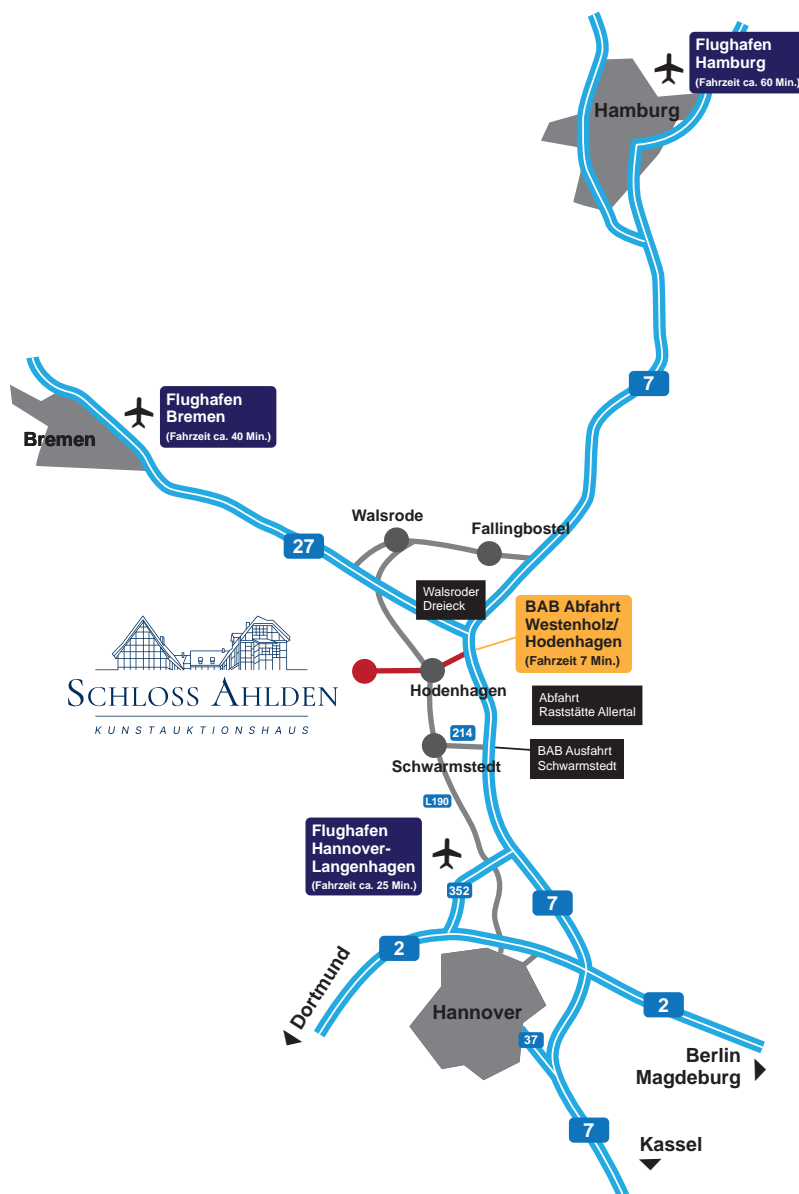 Flughafen
Hamburg
(Fahrzeit ca. 60 Min.)
Hamburg
7
Flughafen
Bremen
(Fahrzeit ca. 40 Min.)
Bremen
Walsrode
Fallingbostel
27
Walsroder
Dreieck
BAB Abfahrt
Westenholz/
Hodenhagen
(Fahrzeit 7 Min.)
SCHLOSS AHLDEN
KUNSTAUKTIONSHAUS
Hodenhagen
Abfahrt
Raststätte Allertal
214
BAB Ausfahrt
Schwarmstedt
Schwarmstedt
L190
Flughafen
Hannover-
Langenhagen
(Fahrzeit ca. 25 Min.)
352
7
2
Dortmund
2
Hannover
37
Berlin
Magdeburg
7
Kassel